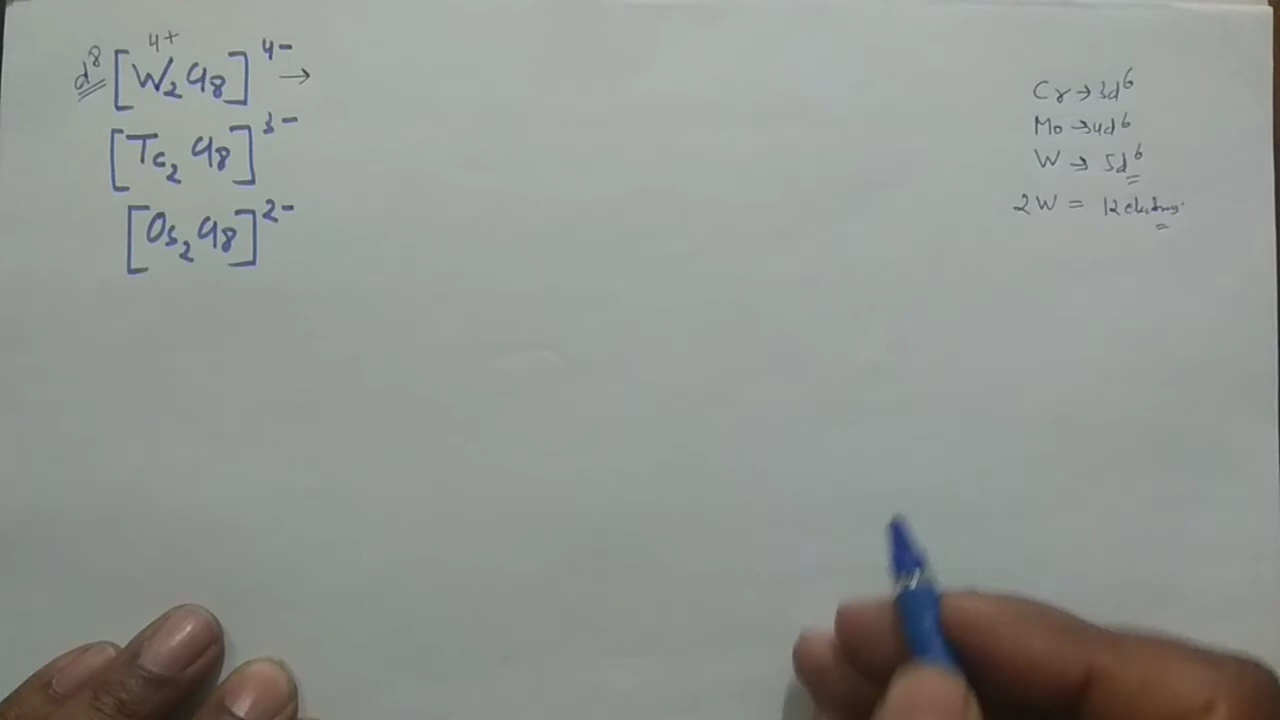 d⁸ [W₂Cl₈]⁴⁻ →
4+
[Tc₂Cl₈]³⁻
[Os₂Cl₈]²⁻
Cr → 3d⁶
Mo → 4d⁶
W → 5d⁶
2W = 12 electrons.